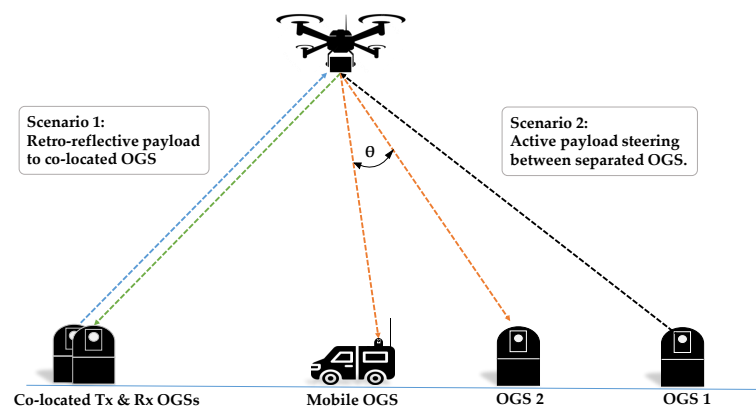 Scenario 1:
Retro-reflective payload
to co-located OGS
Scenario 2:
Active payload steering
between separated OGS.
θ
Co-located Tx & Rx OGSs
Mobile OGS
OGS 2
OGS 1